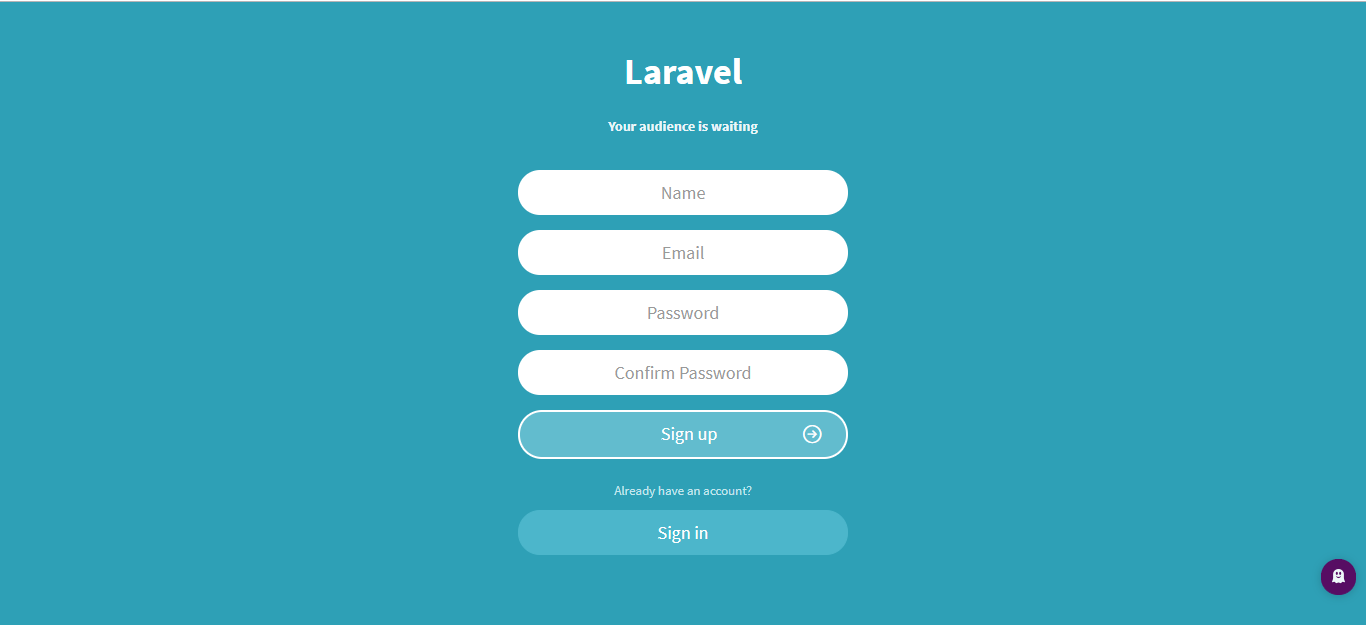 Laravel
Your audience is waiting
Name
Email
Password
Confirm Password
Sign up
Already have an account?
Sign in